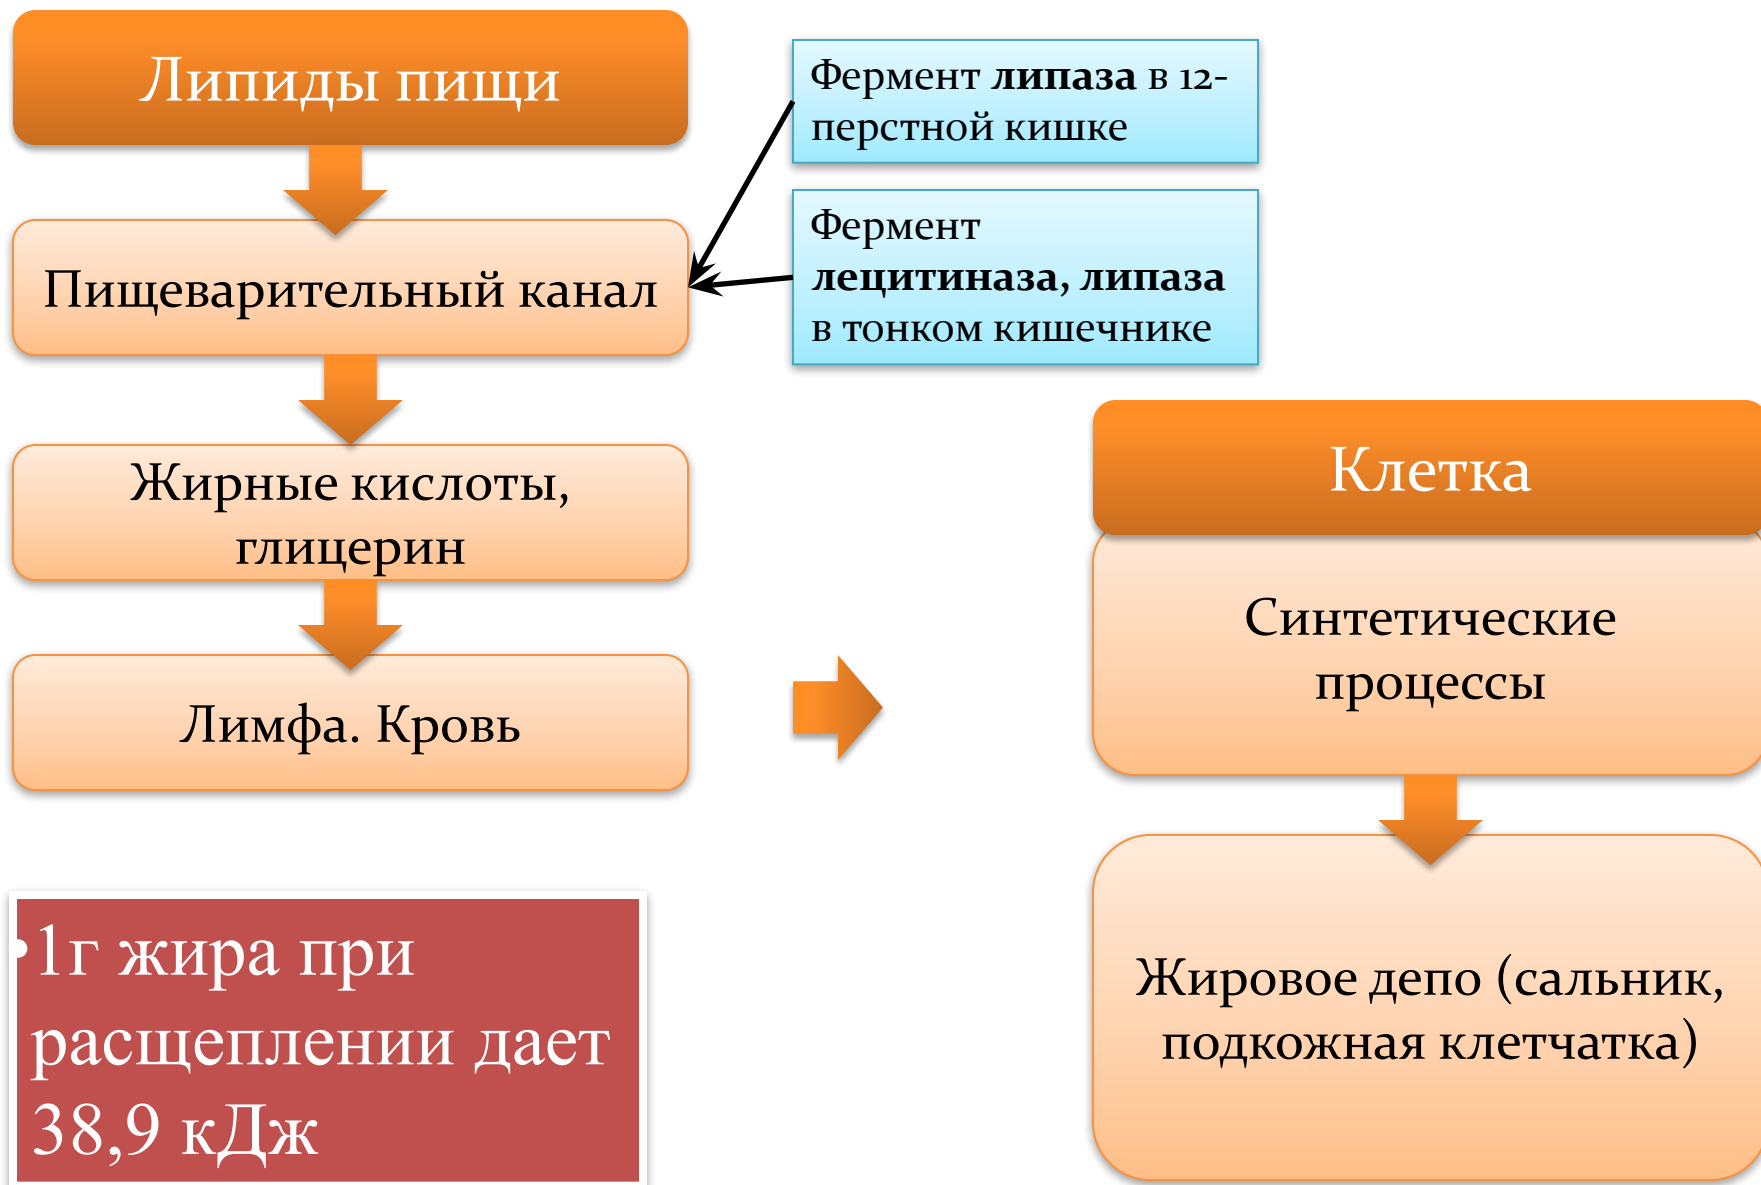 Липиды пищи
Фермент липаза в 12-
перстной кишке
Пищеварительный канал
Фермент
лецитиназа, липаза
в тонком кишечнике
Жирные кислоты,
глицерин
Лимфа. Кровь
Клетка
Синтетические
процессы
Жировое депо (сальник,
подкожная клетчатка)
•1г жира при
расщеплении дает
38,9 кДж